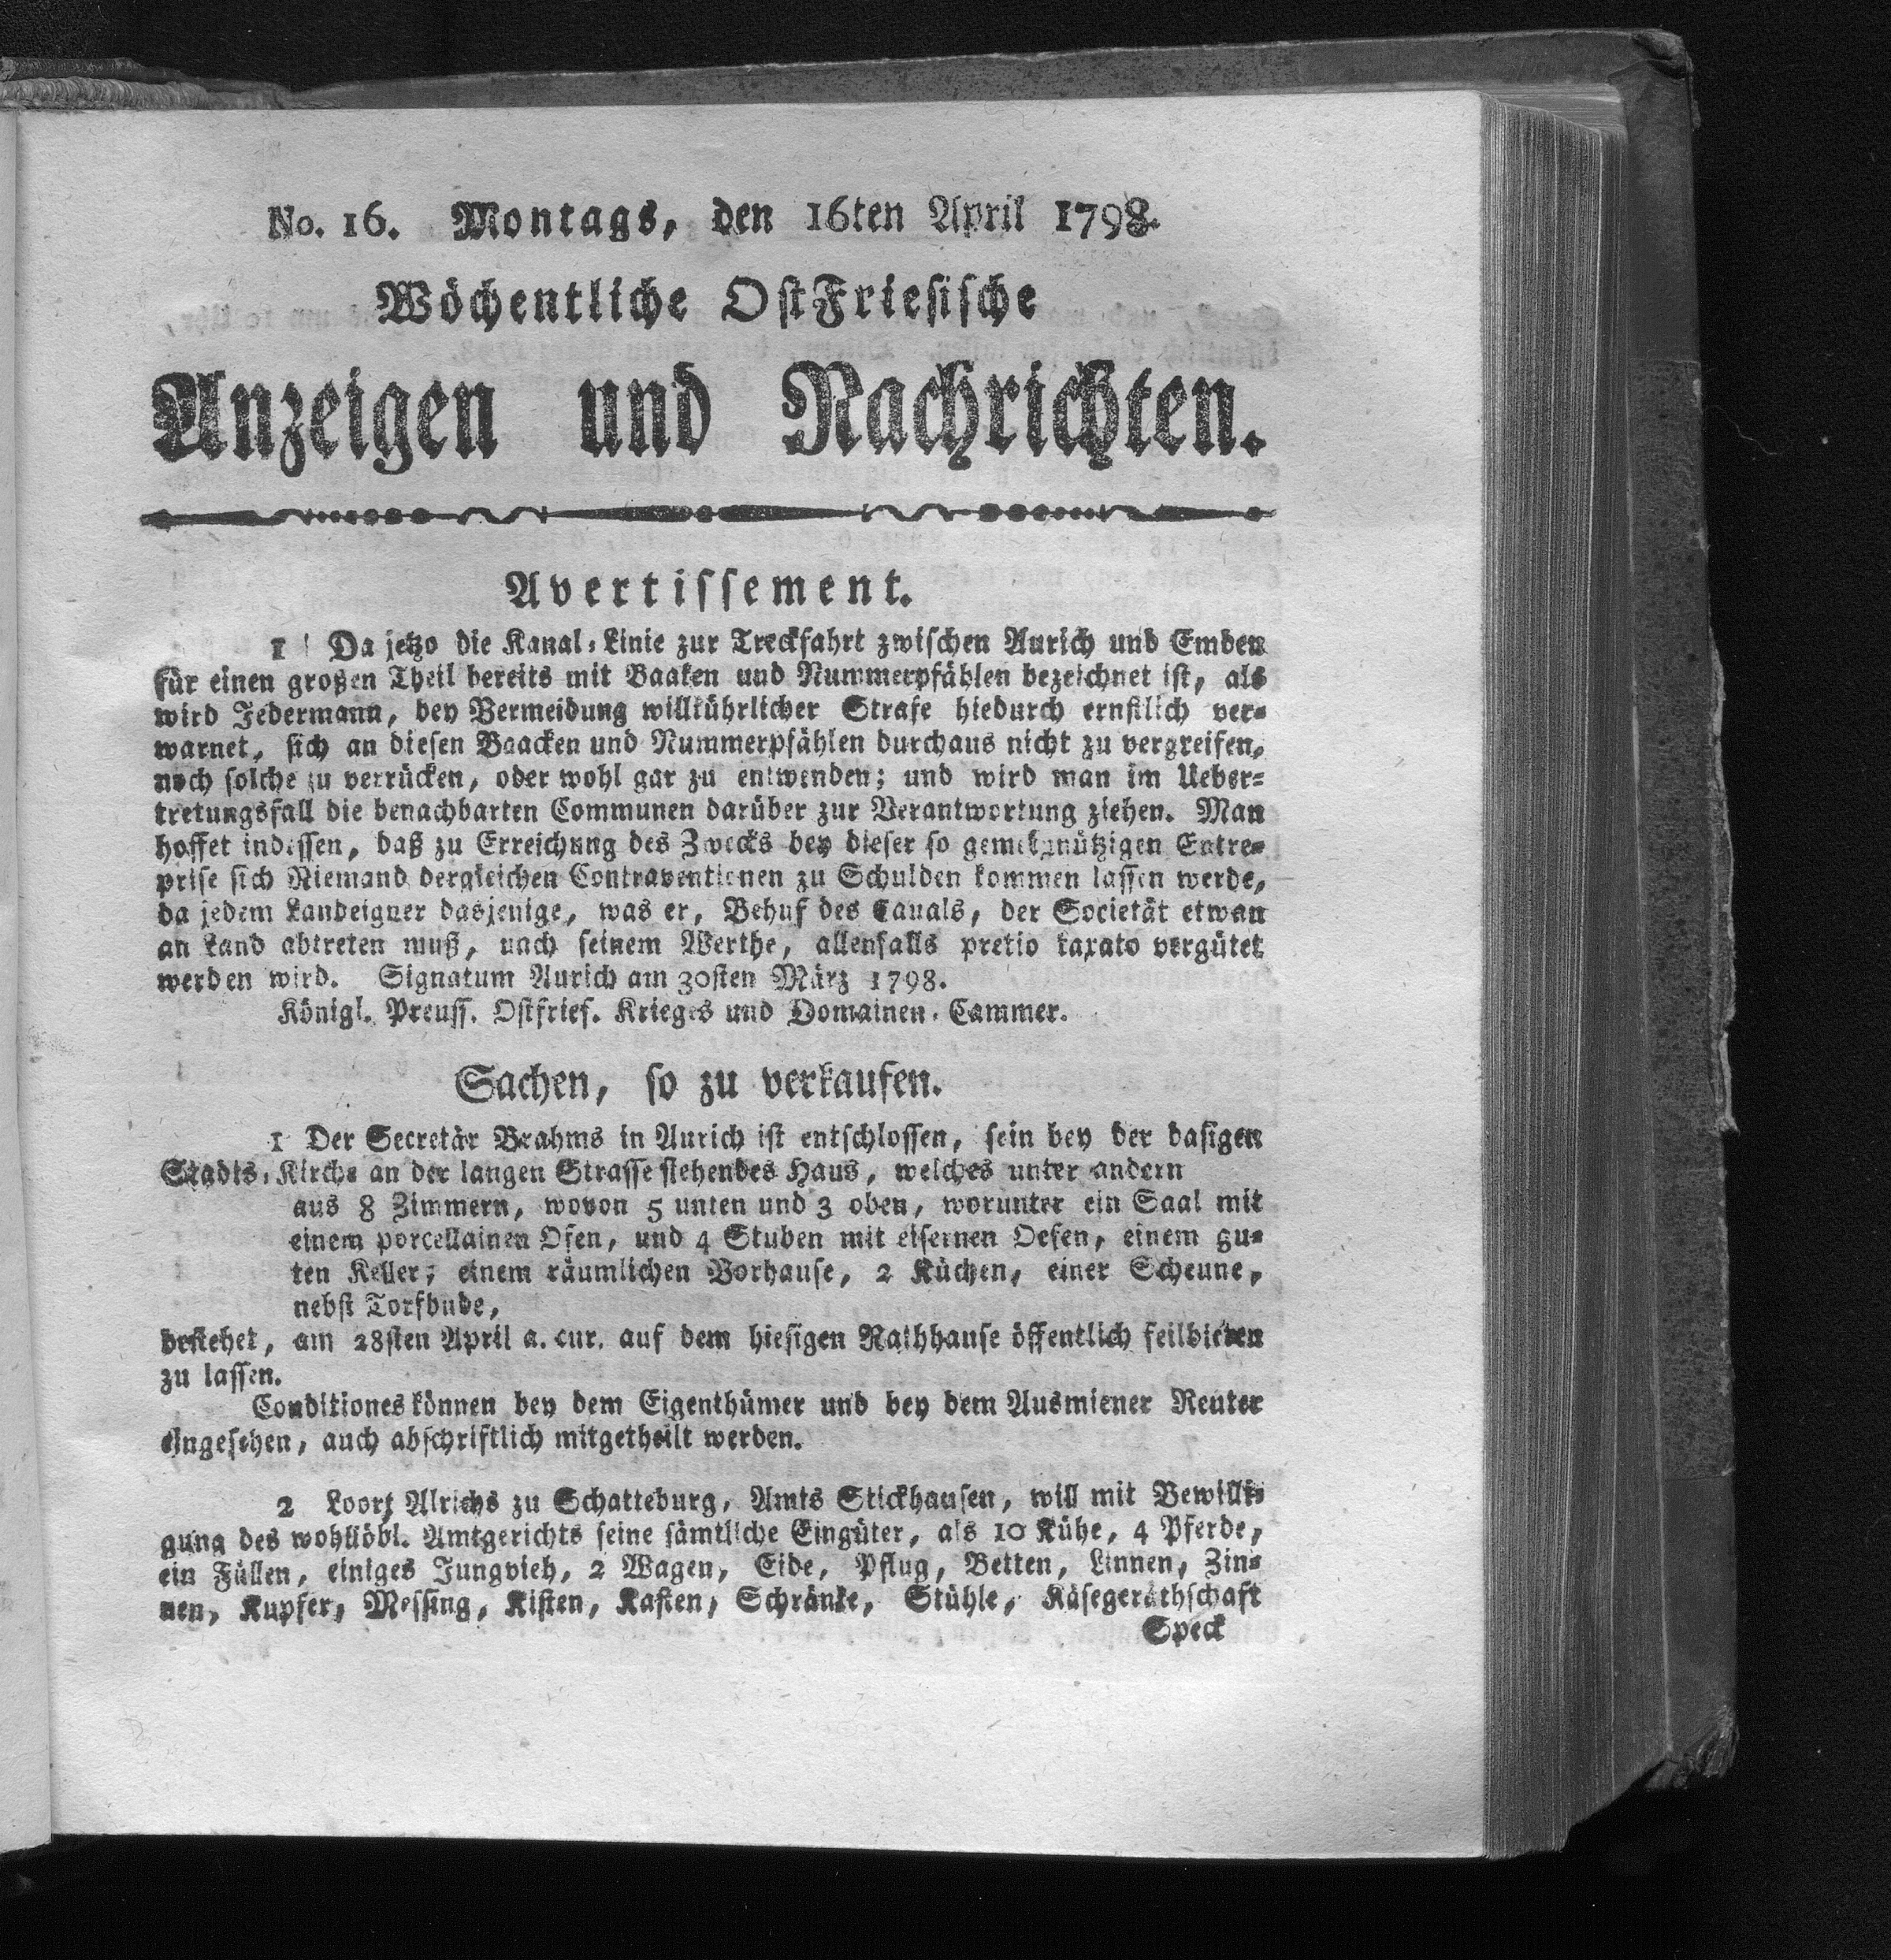 No. 16. Montags, den 16ten April 1798.
Wöchentliche OstFriesische
Anzeigen und Nachrichten.
Avertissement.
1 Da jetzo die Kanal-Linie zur Treckfahrt zwischen Aurich und Emden
für einen großen Theil bereits mit Baaken und Nummerpfählen bezeichnet ist, als
wird Jedermann, bey Vermeidung willkührlicher Strafe hiedurch ernstlich ver-
warnet, sich an diesen Baacken und Nummerpfählen durchaus nicht zu vergreifen,
noch solche zu verrücken, oder wohl gar zu entwenden; und wird man im Ueber-
tretungsfall die benachbarten Communen darüber zur Verantwortung ziehen. Man
hoffet indessen, daß zu Erreichung des Zwecks bey dieser so gemeinnützigen Entre-
prise sich Niemand dergleichen Contraventionen zu Schulden kommen lassen werde,
da jedem Landeigner dasjenige, was er, Behuf des Canals, der Societät etwan
an Land abtreten muß, nach seinem Werthe, allenfalls pretio taxato vergütet
werden wird. Signatum Aurich am 30sten März 1798.
Königl. Preuss. Ostfries. Krieges und Domainen-Cammer.
Sachen, so zu verkaufen.
1 Der Secretär Brahms in Aurich ist entschlossen, sein bey der dasigen
Stadts-Kirche an der langen Strasse stehendes Haus, welches unter andern
aus 8 Zimmern, wovon 5 unten und 3 oben, worunter ein Saal mit
einem porcellainen Ofen, und 4 Stuben mit eisernen Oefen, einem gu-
ten Keller, einem räumlichen Vorhause, 2 Küchen, einer Scheune,
nebst Torfbude,
bestehet, am 28sten April a. cur. auf dem hiesigen Rathhause öffentlich feilbieten
zu lassen.
Conditiones können bey dem Eigenthümer und bey dem Ausmiener Reuter
eingesehen, auch abschriftlich mitgetheilt werden.
2 Loort Alrichs zu Schatteburg, Amts Stickhausen, will mit Bewilli-
gung des wohllöbl. Amtgerichts seine sämtliche Eingüter, als 10 Kühe, 4 Pferde,
ein Füllen, einiges Jungvieh, 2 Wagen, Eide, Pflug, Betten, Linnen, Zin-
nen, Kupfer, Messing, Kisten, Kasten, Schränke, Stühle, Käsegeräthschaft
Speck